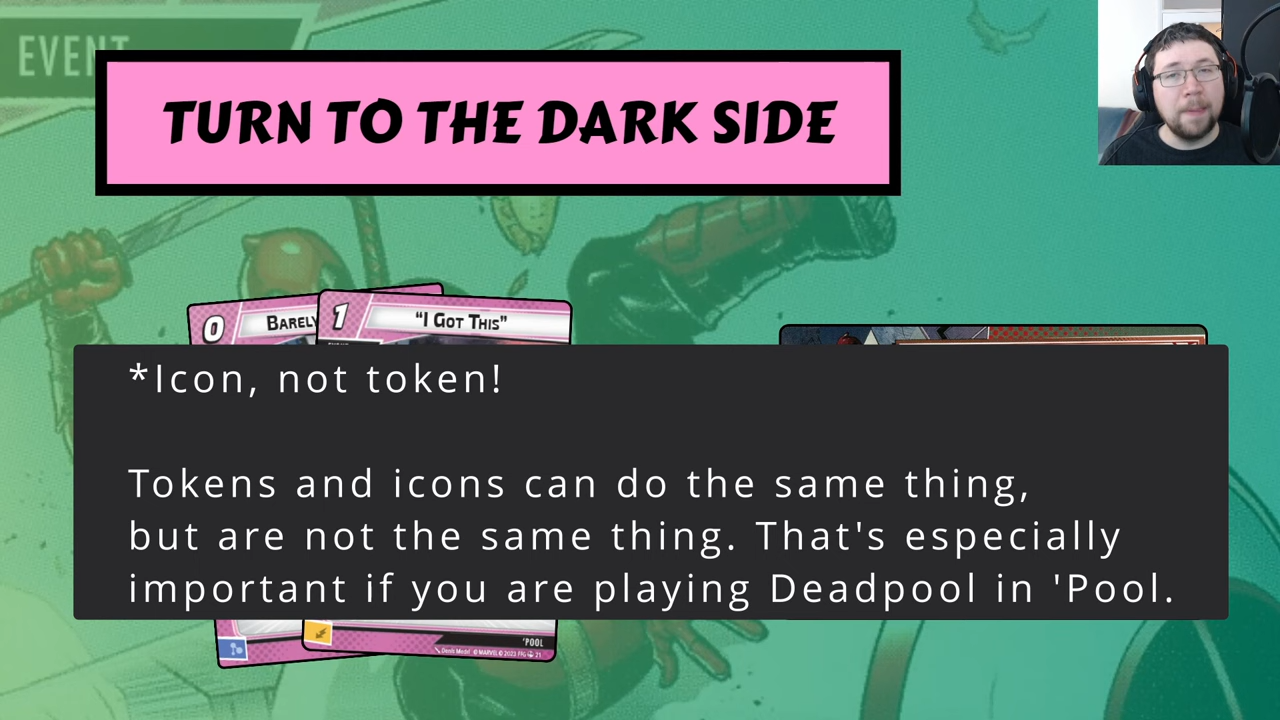 EVENT
TURN TO THE DARK SIDE
0
BARELY
1
"I GOT THIS"
*Icon, not token!
Tokens and icons can do the same thing,
but are not the same thing. That's especially
important if you are playing Deadpool in 'Pool.
'POOL